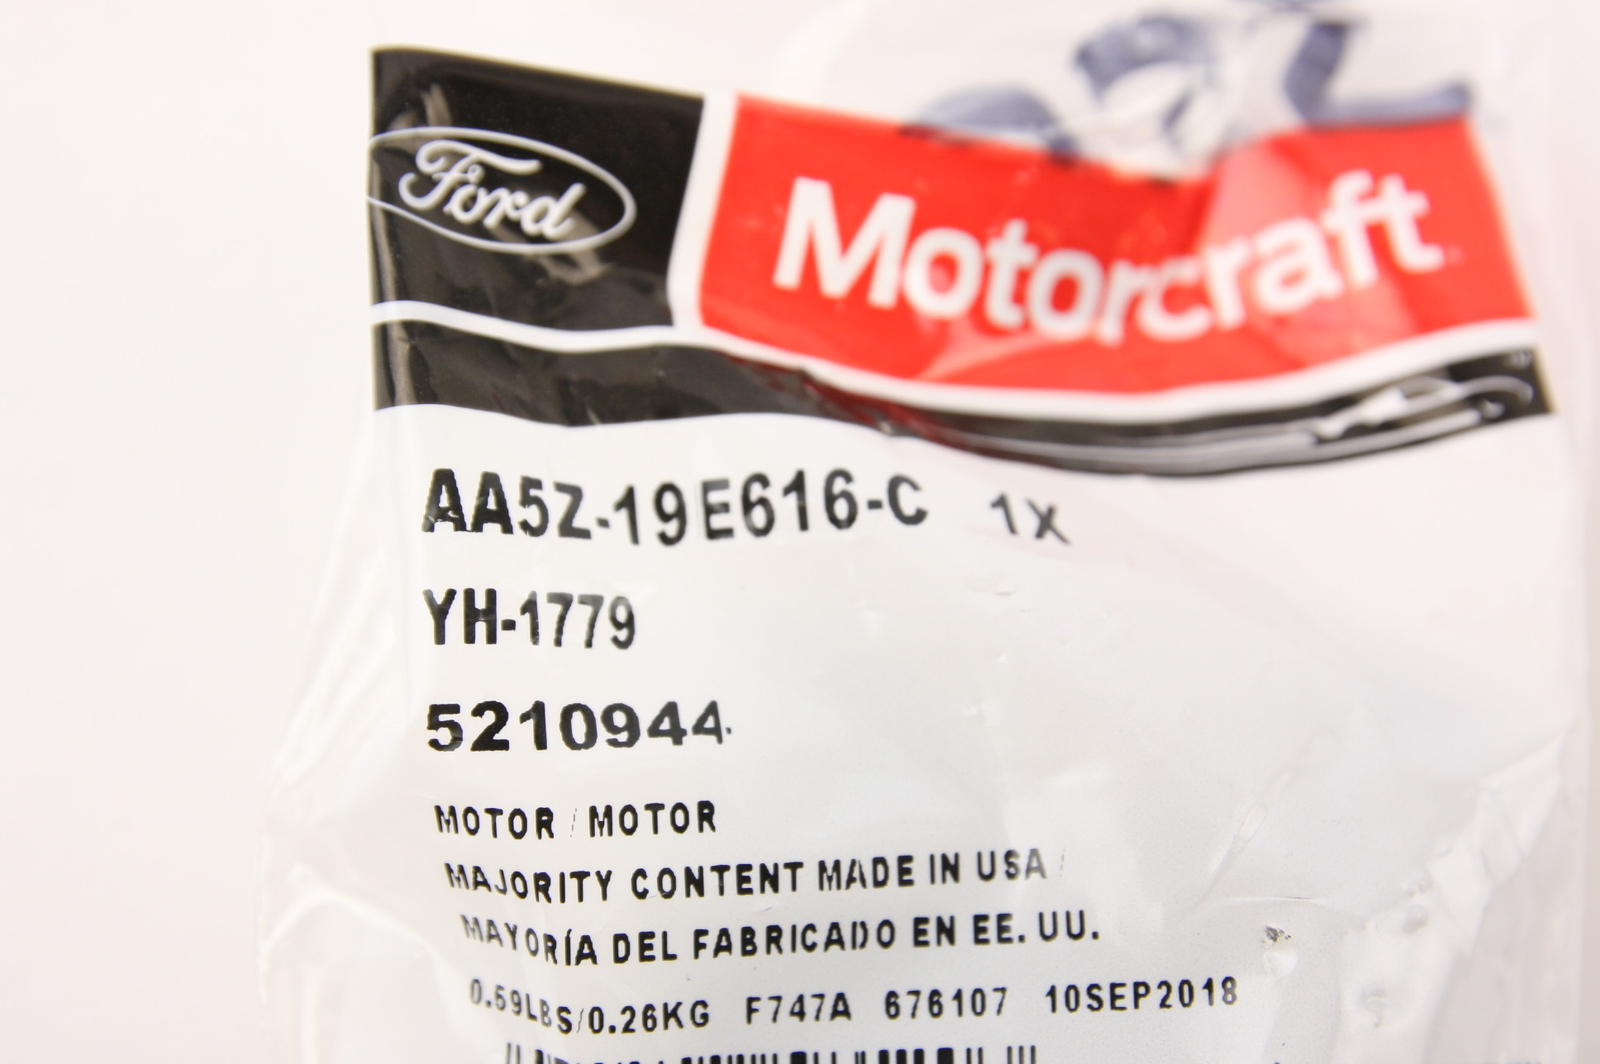 Ford
Motorcraft
AA5Z-19E616-C 1X
YH-1779
5210944
MOTOR / MOTOR
MAJORITY CONTENT MADE IN USA /
MAYORÍA DEL FABRICADO EN EE. UU.
0.59LBS/0.26KG F747A 676107 10SEP2018